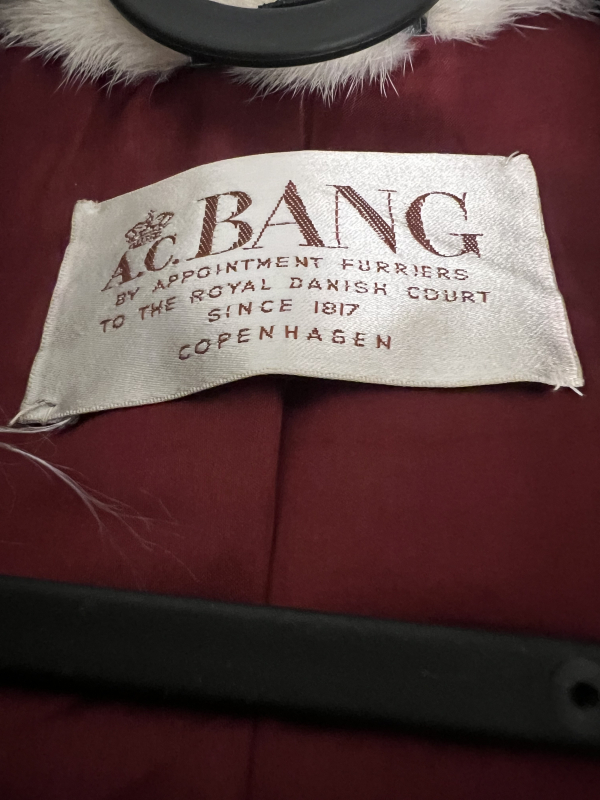 A.C. BANG
BY APPOINTMENT FURRIERS
TO THE ROYAL DANISH COURT
SINCE 1817
COPENHAGEN